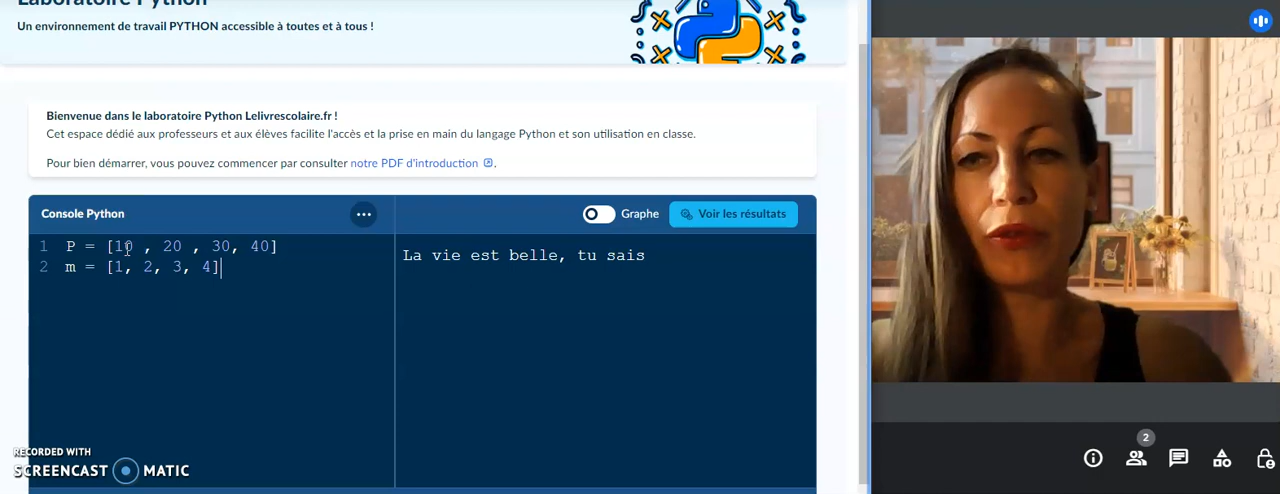 Laboratoire Python
Un environnement de travail PYTHON accessible à toutes et à tous !
Bienvenue dans le laboratoire Python Lelivrescolaire.fr !
Cet espace dédié aux professeurs et aux élèves facilite l'accès et la prise en main du langage Python et son utilisation en classe.
Pour bien démarrer, vous pouvez commencer par consulter notre PDF d'introduction.
Console Python
Graphe
Voir les résultats
1 P = [10 , 20 , 30, 40]
2 m = [1, 2, 3, 4]
La vie est belle, tu sais
RECORDED WITH
SCREENCAST MATIC
2